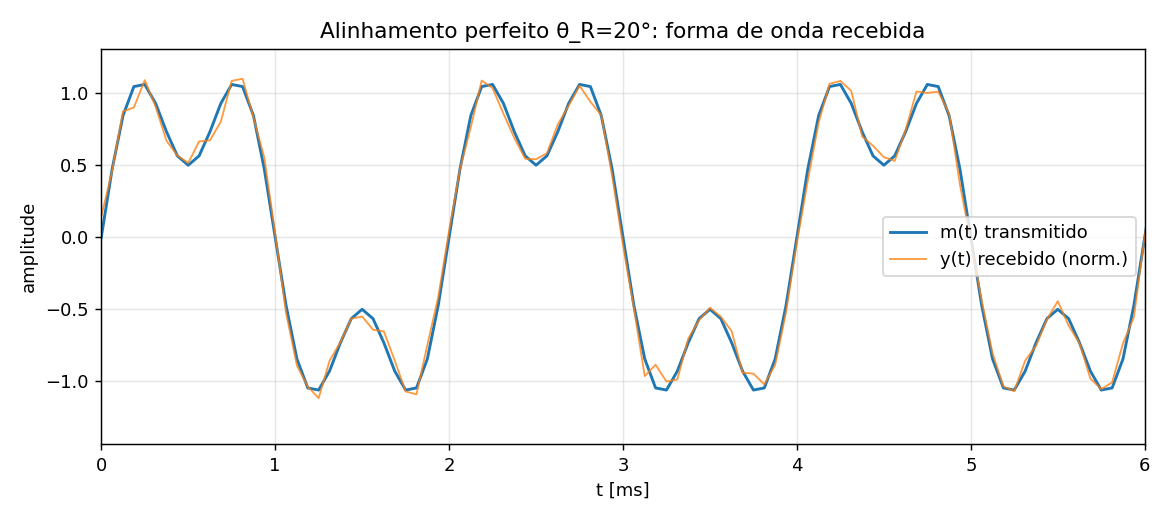 Alinhamento perfeito θ_R=20°: forma de onda recebida
amplitude
1.0
0.5
0.0
−0.5
−1.0
m(t) transmitido
y(t) recebido (norm.)
0 1 2 3 4 5 6
t [ms]